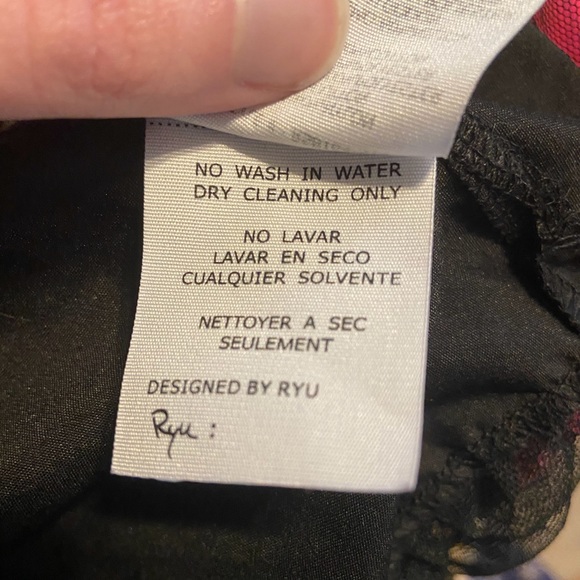 NO WASH IN WATER
DRY CLEANING ONLY
NO LAVAR
LAVAR EN SECO
CUALQUIER SOLVENTE
NETTOYER A SEC
SEULEMENT
DESIGNED BY RYU
Ryu :